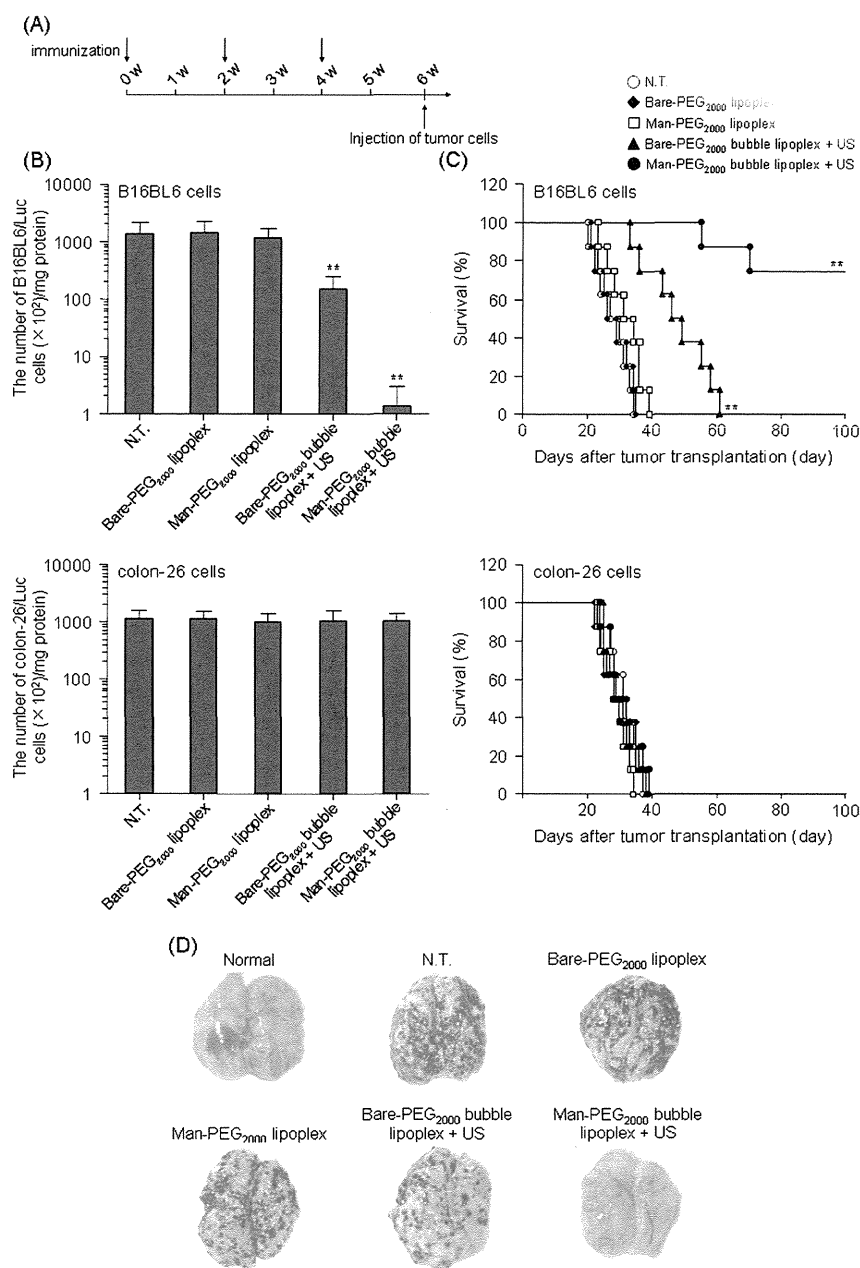 (A)
immunization
0 w
1 w
2 w
3 w
4 w
5 w
6 w
Injection of tumor cells
N.T.
Bare-PEG2000 lipoplex
Man-PEG2000 lipoplex
Bare-PEG2000 bubble lipoplex + US
Man-PEG2000 bubble lipoplex + US
(B)
B16BL6 cells
The number of B16BL6/Luc
cells (×10²)/mg protein)
10000
1000
100
10
1
**
**
N.T.
Bare-PEG2000 lipoplex
Man-PEG2000 lipoplex
Bare-PEG2000 bubble
lipoplex + US
Man-PEG2000 bubble
lipoplex + US
(C)
B16BL6 cells
Survival (%)
120
100
80
60
40
20
0
**
**
0
20
40
60
80
100
Days after tumor transplantation (day)
colon-26 cells
The number of colon-26/Luc
cells (×10²)/mg protein)
10000
1000
100
10
1
N.T.
Bare-PEG2000 lipoplex
Man-PEG2000 lipoplex
Bare-PEG2000 bubble
lipoplex + US
Man-PEG2000 bubble
lipoplex + US
colon-26 cells
Survival (%)
120
100
80
60
40
20
0
0
20
40
60
80
100
Days after tumor transplantation (day)
(D)
Normal
N.T.
Bare-PEG2000 lipoplex
Man-PEG2000 lipoplex
Bare-PEG2000 bubble
lipoplex + US
Man-PEG2000 bubble
lipoplex + US